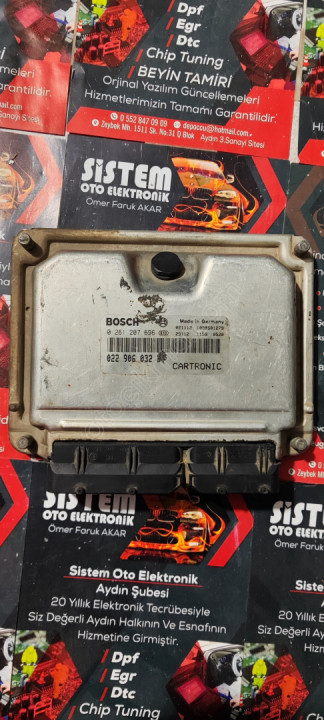 Dpf
Egr
Dtc
Chip Tuning
BEYİN TAMİRİ
Orjinal Yazılım Güncellemeleri
Hizmetlerimizin Tamamı Garantilidir.
0 552 847 09 09
depaccu@hotmail.com
Zeybek Mh. 1511 Sk. No:31 D Blok Aydın 3.Sanayi Sitesi
SİSTEM
OTO ELEKTRONİK
Ömer Faruk AKAR
BOSCH
Made in Germany
0 261 207 656
022 906 032
CARTRONIC
SİSTEM
OTO ELEKTRONİK
Ömer Faruk AKAR
Sistem Oto Elektronik
Aydın Şubesi
20 Yıllık Elektronik Tecrübesiyle
Siz Değerli Aydın Halkının Ve Esnafının
Hizmetine Girmiştir.
Dpf
Egr
Dtc
Chip Tuning